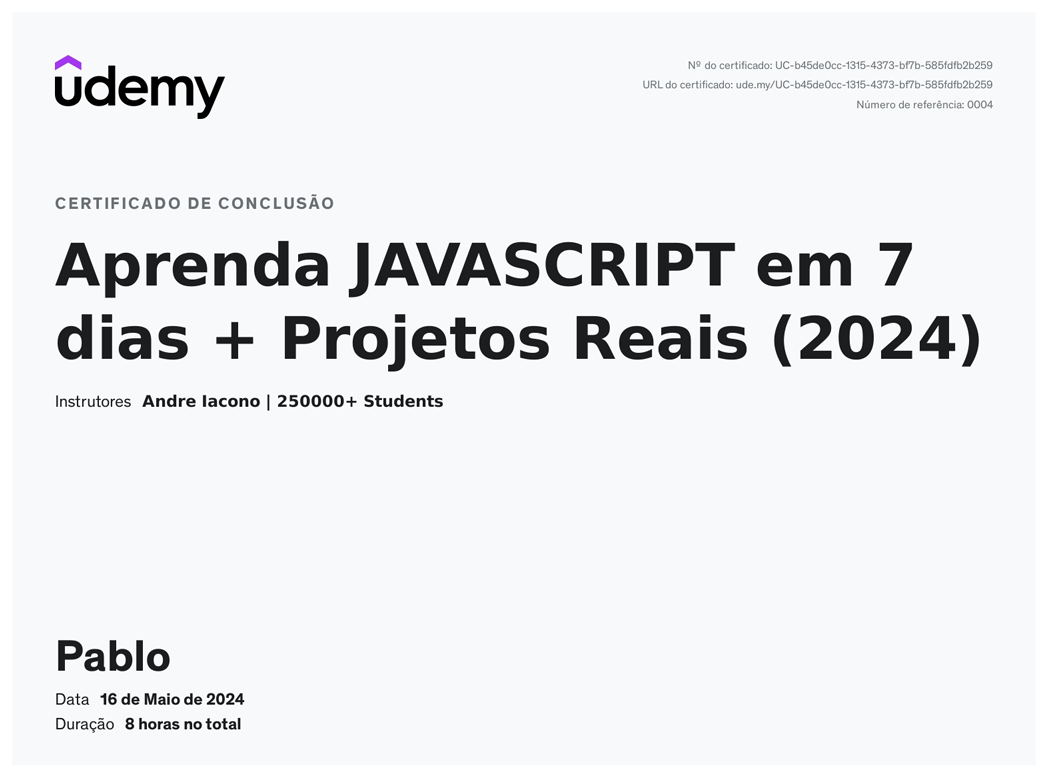 udemy
Nº do certificado: UC-b45de0cc-1315-4373-bf7b-585fdfb2b259
URL do certificado: ude.my/UC-b45de0cc-1315-4373-bf7b-585fdfb2b259
Número de referência: 0004
CERTIFICADO DE CONCLUSÃO
Aprenda JAVASCRIPT em 7
dias + Projetos Reais (2024)
Instrutores Andre Iacono | 250000+ Students
Pablo
Data 16 de Maio de 2024
Duração 8 horas no total